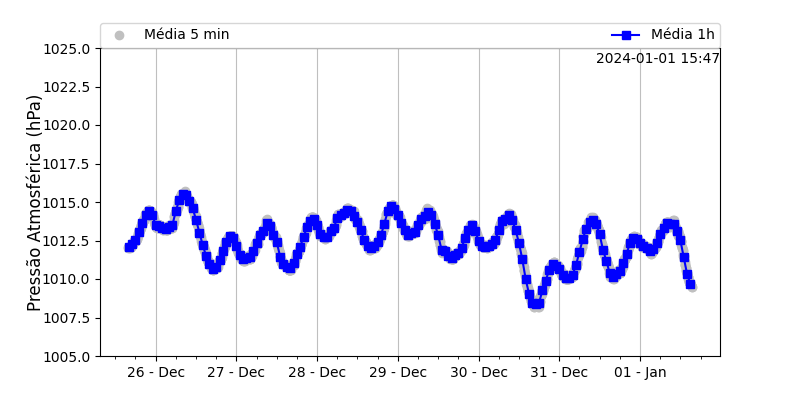 Média 5 min
Média 1h
2024-01-01 15:47
Pressão Atmosférica (hPa)
1025.0
1022.5
1020.0
1017.5
1015.0
1012.5
1010.0
1007.5
1005.0
26 - Dec
27 - Dec
28 - Dec
29 - Dec
30 - Dec
31 - Dec
01 - Jan